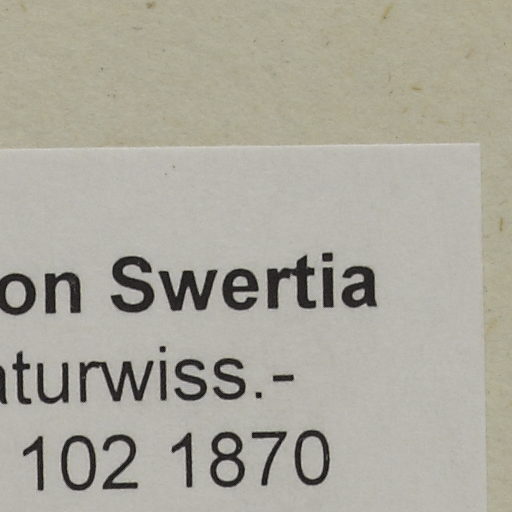 on Swertia
aturwiss.-
102 1870